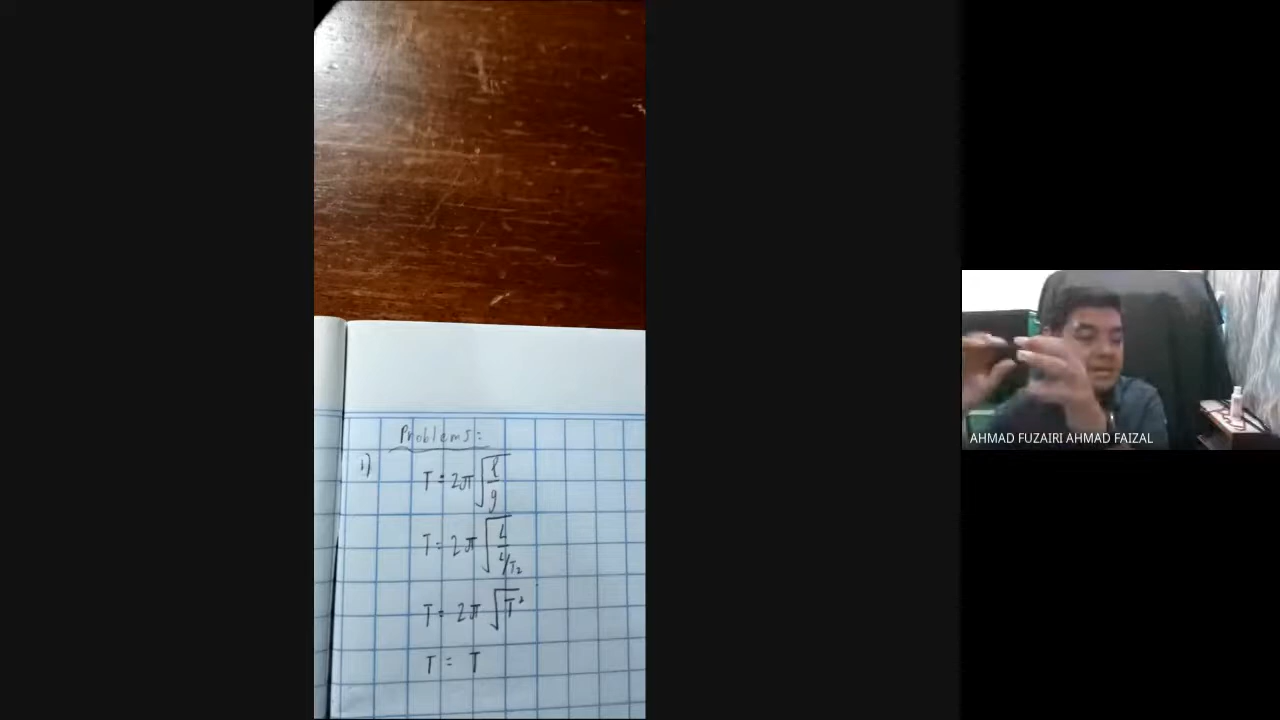 Problems:
1)
T = 2π √(l/g)
T = 2π √(L/(L/T2))
T = 2π √T²
T = T
AHMAD FUZAIRI AHMAD FAIZAL